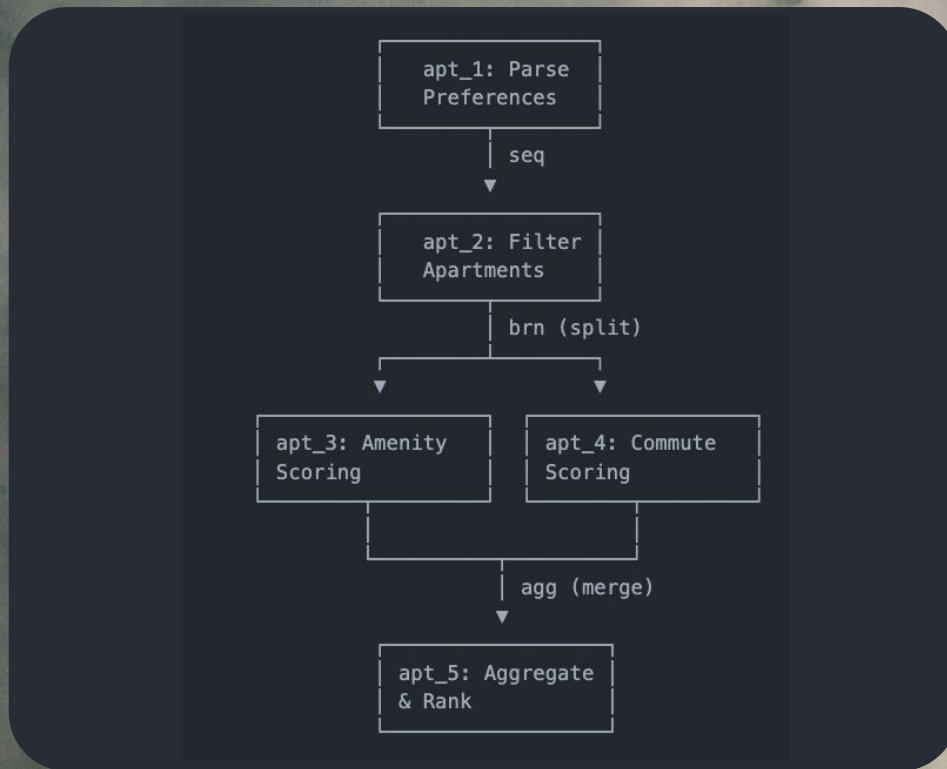 apt_1: Parse
Preferences
seq
apt_2: Filter
Apartments
brn (split)
apt_3: Amenity
Scoring
apt_4: Commute
Scoring
agg (merge)
apt_5: Aggregate
& Rank